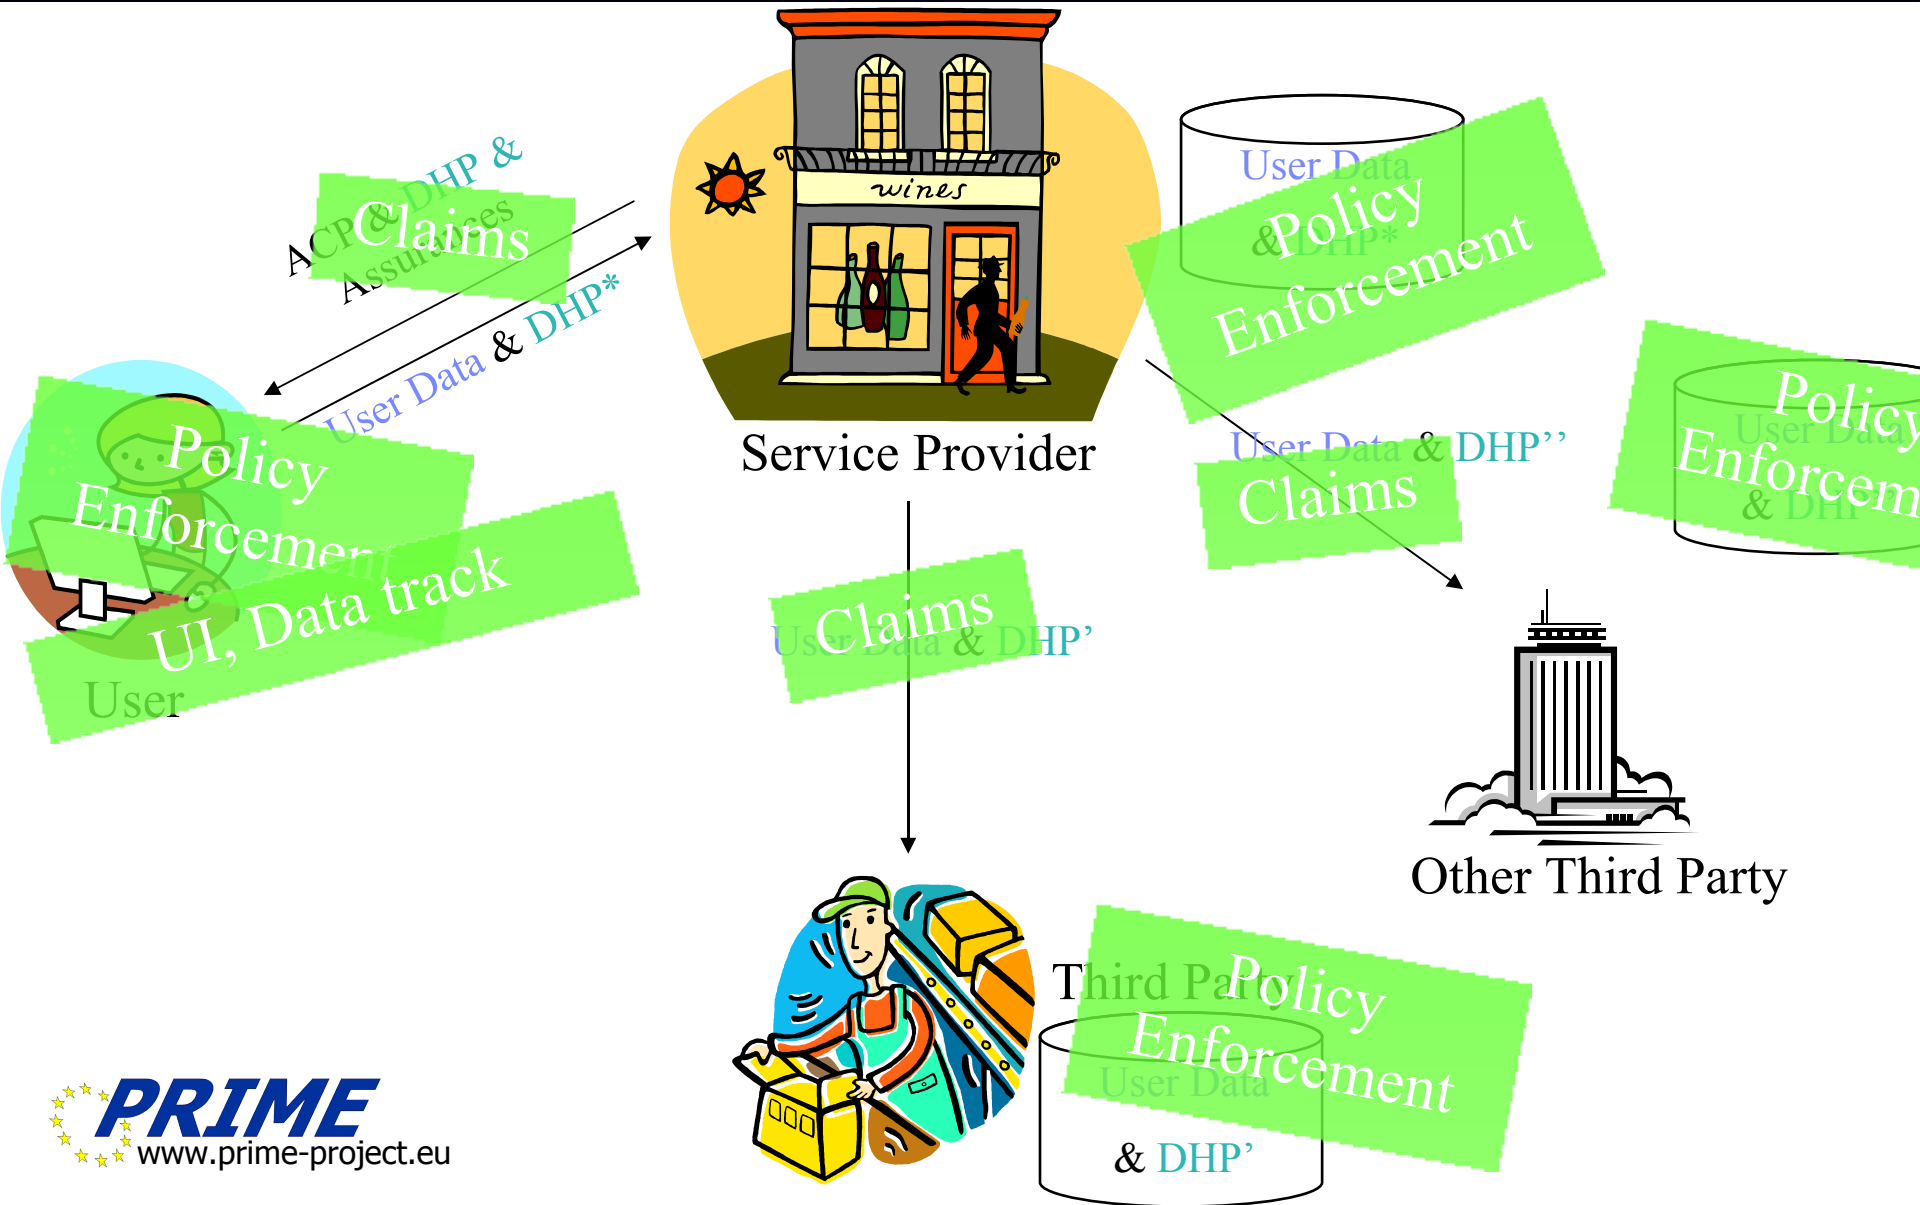 ACP & DHP &
Assurances
Claims
User Data & DHP*
wines
Service Provider
User Data
& DHP*
Policy
Enforcement
User Data & DHP’’
Claims
Policy
Enforcem
User Data
& DHP
Policy
Enforcement
UI, Data track
User
Claims
User Data & DHP’
Other Third Party
Third Party
Policy
Enforcement
User Data
& DHP’
PRIME
www.prime-project.eu